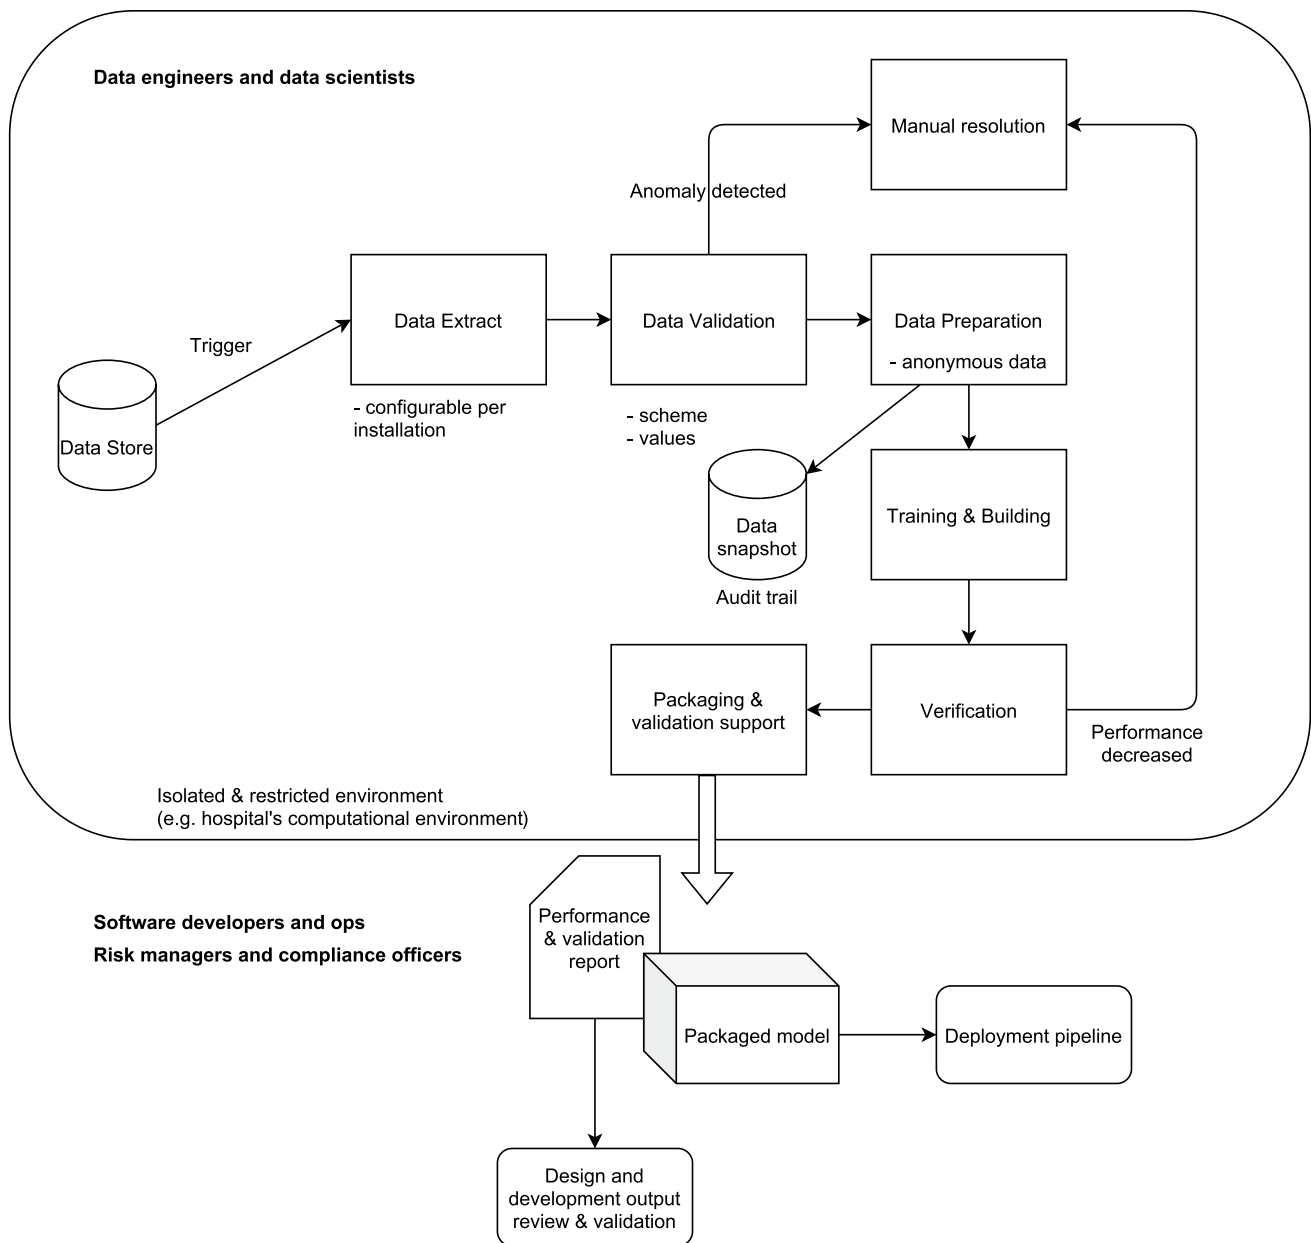 Data engineers and data scientists
Manual resolution
Anomaly detected
Data Extract
Data Validation
Data Preparation
- anonymous data
Trigger
- configurable per
installation
- scheme
- values
Data Store
Data
snapshot
Audit trail
Training & Building
Packaging &
validation support
Verification
Performance
decreased
Isolated & restricted environment
(e.g. hospital's computational environment)
Software developers and ops
Risk managers and compliance officers
Performance
& validation
report
Packaged model
Deployment pipeline
Design and
development output
review & validation